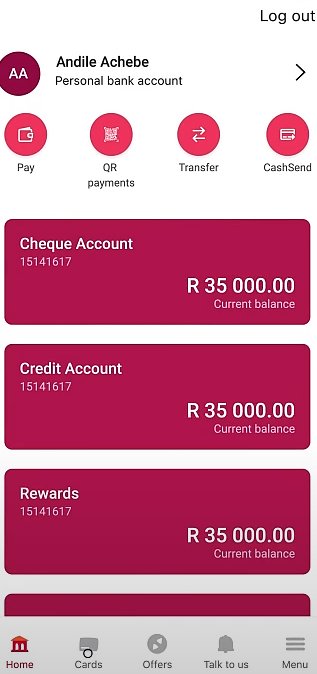 Log out
AA
Andile Achebe
Personal bank account
Pay
QR
payments
Transfer
CashSend
Cheque Account
15141617
R 35 000.00
Current balance
Credit Account
15141617
R 35 000.00
Current balance
Rewards
15141617
R 35 000.00
Current balance
Home
Cards
Offers
Talk to us
Menu